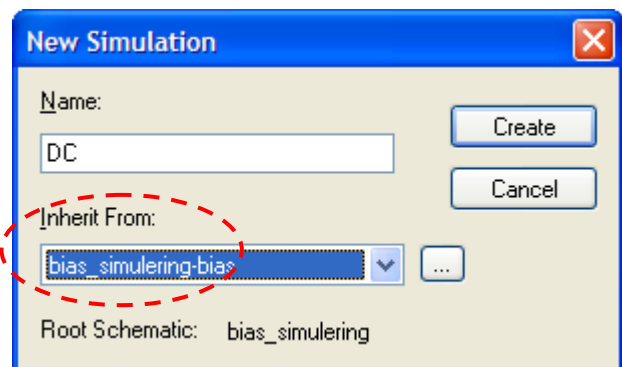 New Simulation
Name:
DC
Create
Cancel
Inherit From:
bias_simulering-bias
...
Root Schematic: bias_simulering